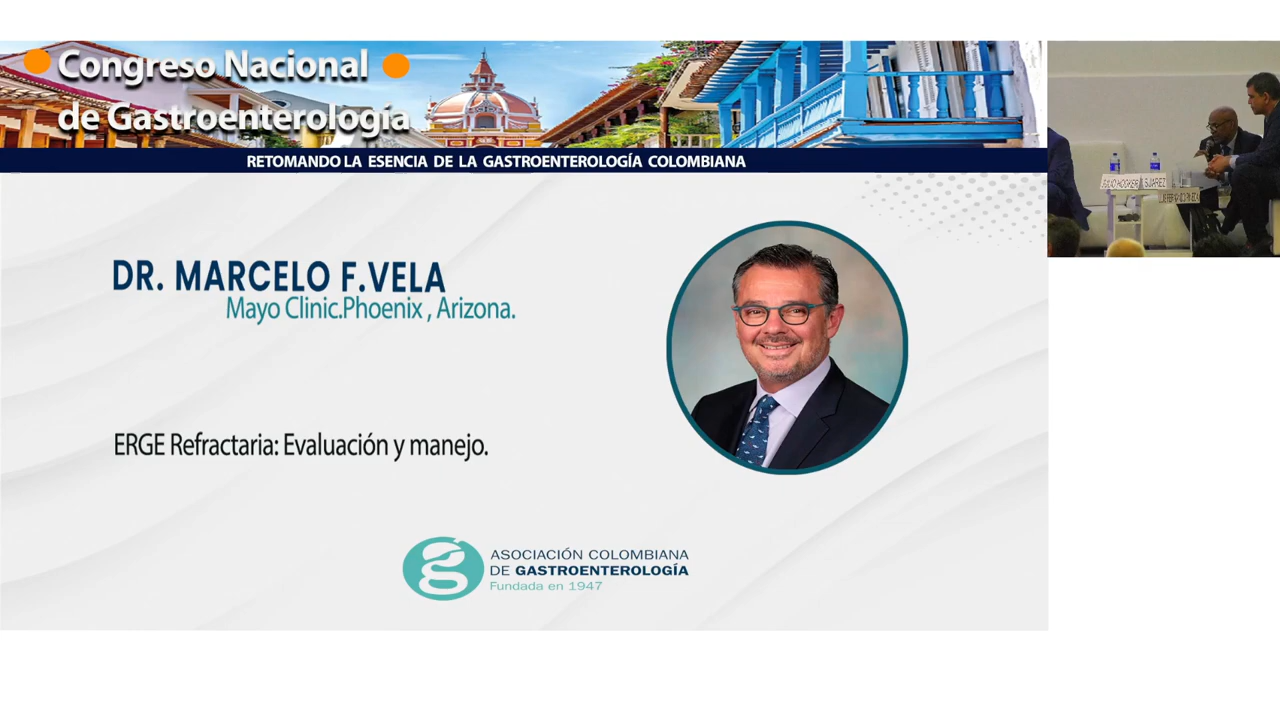 Congreso Nacional
de Gastroenterología
RETOMANDO LA ESENCIA DE LA GASTROENTEROLOGÍA COLOMBIANA
DR. MARCELO F.VELA
Mayo Clinic.Phoenix , Arizona.
ERGE Refractaria: Evaluación y manejo.
ASOCIACIÓN COLOMBIANA
DE GASTROENTEROLOGÍA
Fundada en 1947